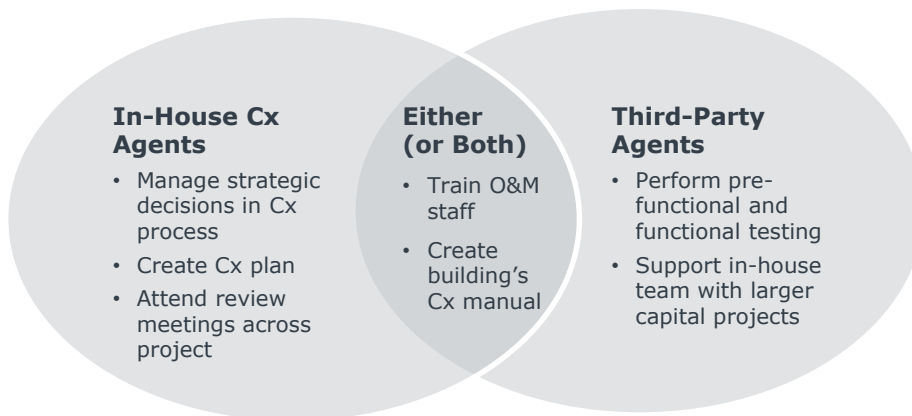 In-House Cx
Agents
• Manage strategic
decisions in Cx
process
• Create Cx plan
• Attend review
meetings across
project
Either
(or Both)
• Train O&M
staff
• Create
building's
Cx manual
Third-Party
Agents
• Perform pre-
functional and
functional testing
• Support in-house
team with larger
capital projects